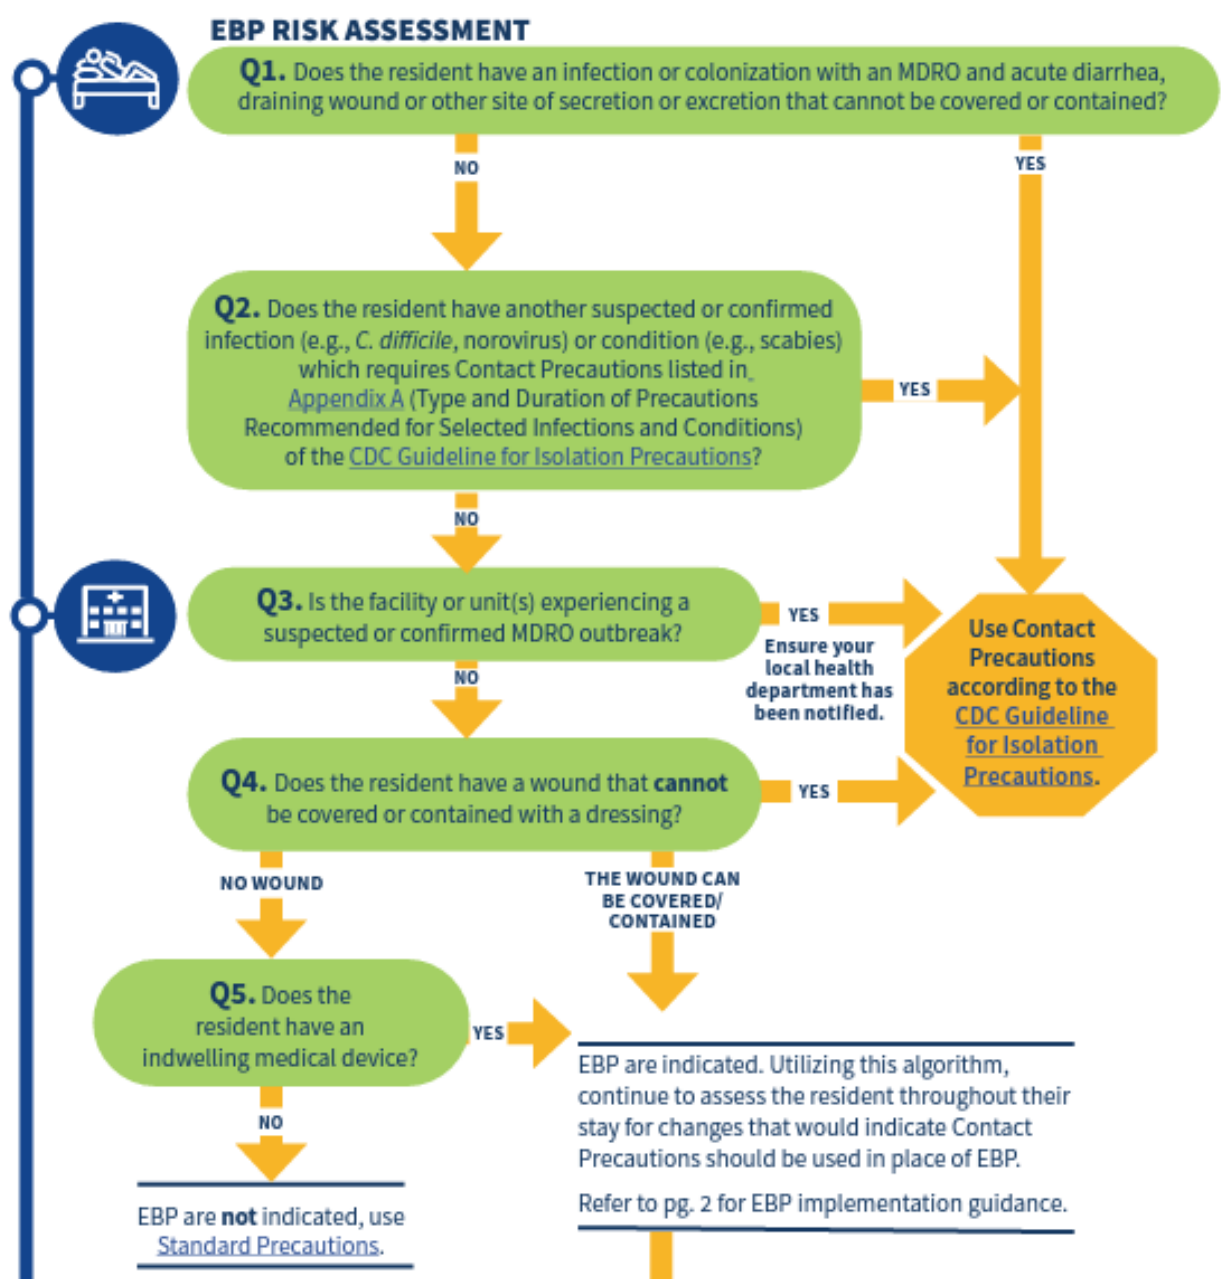 EBP RISK ASSESSMENT
Q1. Does the resident have an infection or colonization with an MDRO and acute diarrhea,
draining wound or other site of secretion or excretion that cannot be covered or contained?
NO
YES
Q2. Does the resident have another suspected or confirmed
infection (e.g., C. difficile, norovirus) or condition (e.g., scabies)
which requires Contact Precautions listed in
Appendix A (Type and Duration of Precautions
Recommended for Selected Infections and Conditions)
of the CDC Guideline for Isolation Precautions?
YES
NO
Q3. Is the facility or unit(s) experiencing a
suspected or confirmed MDRO outbreak?
YES
Ensure your
local health
department has
been notified.
Use Contact
Precautions
according to the
CDC Guideline
for Isolation
Precautions.
NO
Q4. Does the resident have a wound that cannot
be covered or contained with a dressing?
YES
NO WOUND
THE WOUND CAN
BE COVERED/
CONTAINED
Q5. Does the
resident have an
indwelling medical device?
YES
NO
EBP are indicated. Utilizing this algorithm,
continue to assess the resident throughout their
stay for changes that would indicate Contact
Precautions should be used in place of EBP.
Refer to pg. 2 for EBP implementation guidance.
EBP are not indicated, use
Standard Precautions.